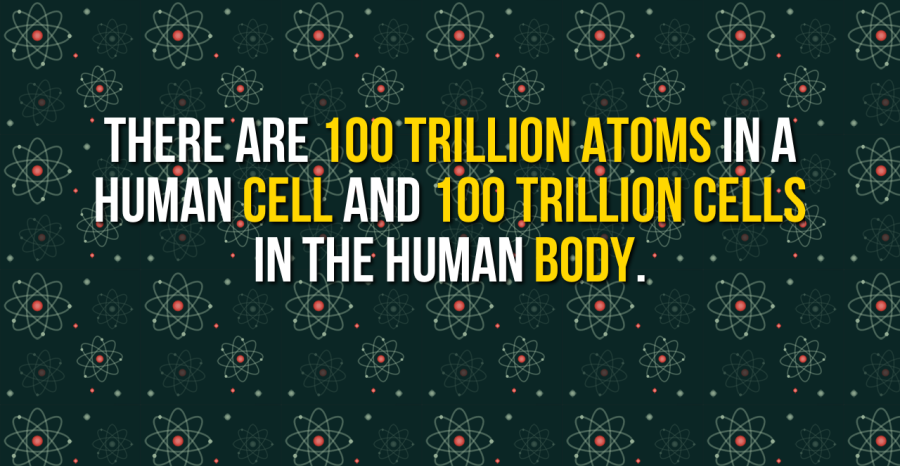 THERE ARE 100 TRILLION ATOMS IN A
HUMAN CELL AND 100 TRILLION CELLS
IN THE HUMAN BODY.